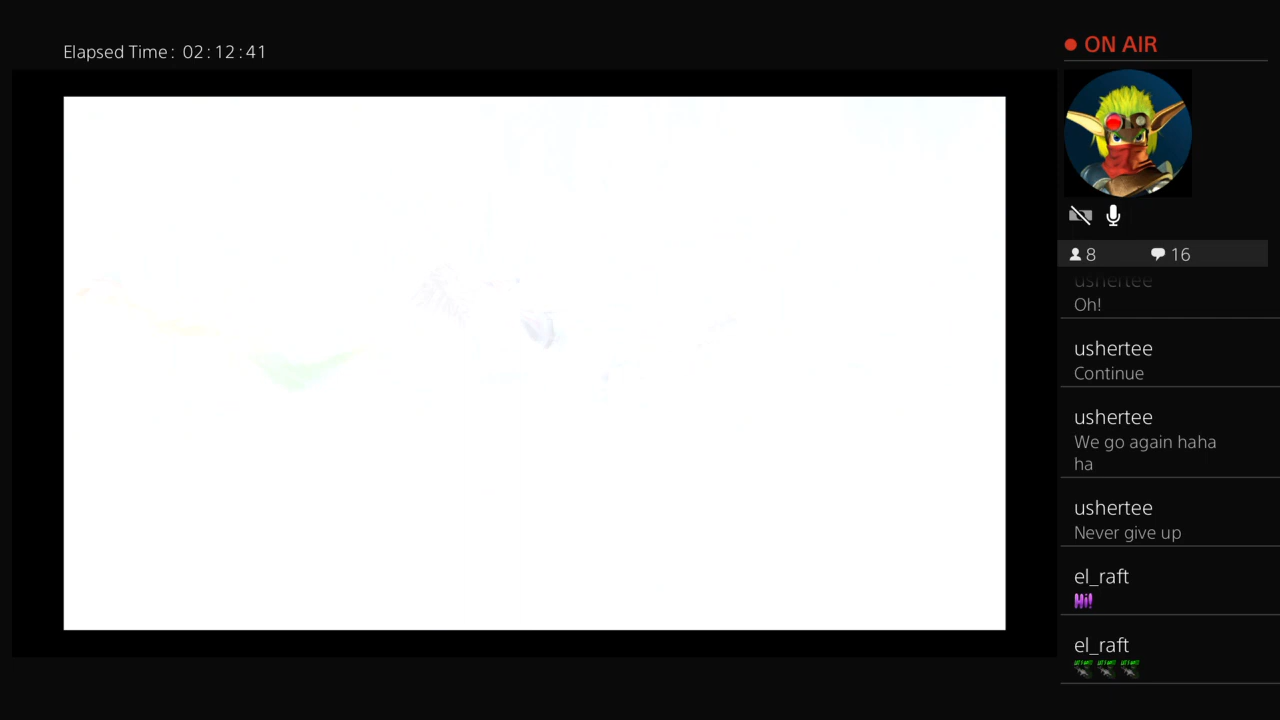 Elapsed Time: 02:12:41
ON AIR
8
16
ushertee
Oh!
ushertee
Continue
ushertee
We go again haha
ha
ushertee
Never give up
el_raft
Hi!
el_raft